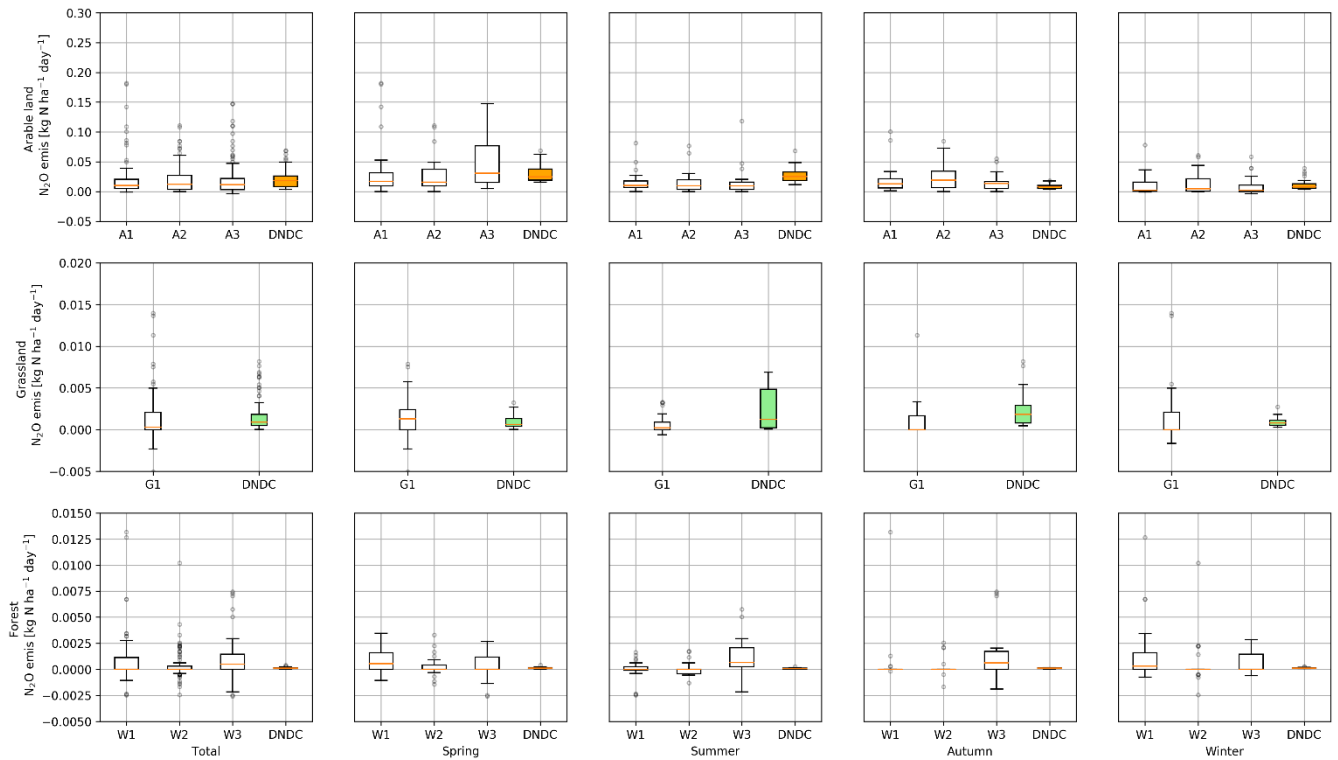 Arable land
N₂O emis [kg N ha⁻¹ day⁻¹]
0.30
0.25
0.20
0.15
0.10
0.05
0.00
−0.05
A1 A2 A3 DNDC
A1 A2 A3 DNDC
A1 A2 A3 DNDC
A1 A2 A3 DNDC
A1 A2 A3 DNDC
Grassland
N₂O emis [kg N ha⁻¹ day⁻¹]
0.020
0.015
0.010
0.005
0.000
−0.005
G1 DNDC
G1 DNDC
G1 DNDC
G1 DNDC
G1 DNDC
Forest
N₂O emis [kg N ha⁻¹ day⁻¹]
0.0150
0.0125
0.0100
0.0075
0.0050
0.0025
0.0000
−0.0025
−0.0050
W1 W2 W3 DNDC
Total
W1 W2 W3 DNDC
Spring
W1 W2 W3 DNDC
Summer
W1 W2 W3 DNDC
Autumn
W1 W2 W3 DNDC
Winter